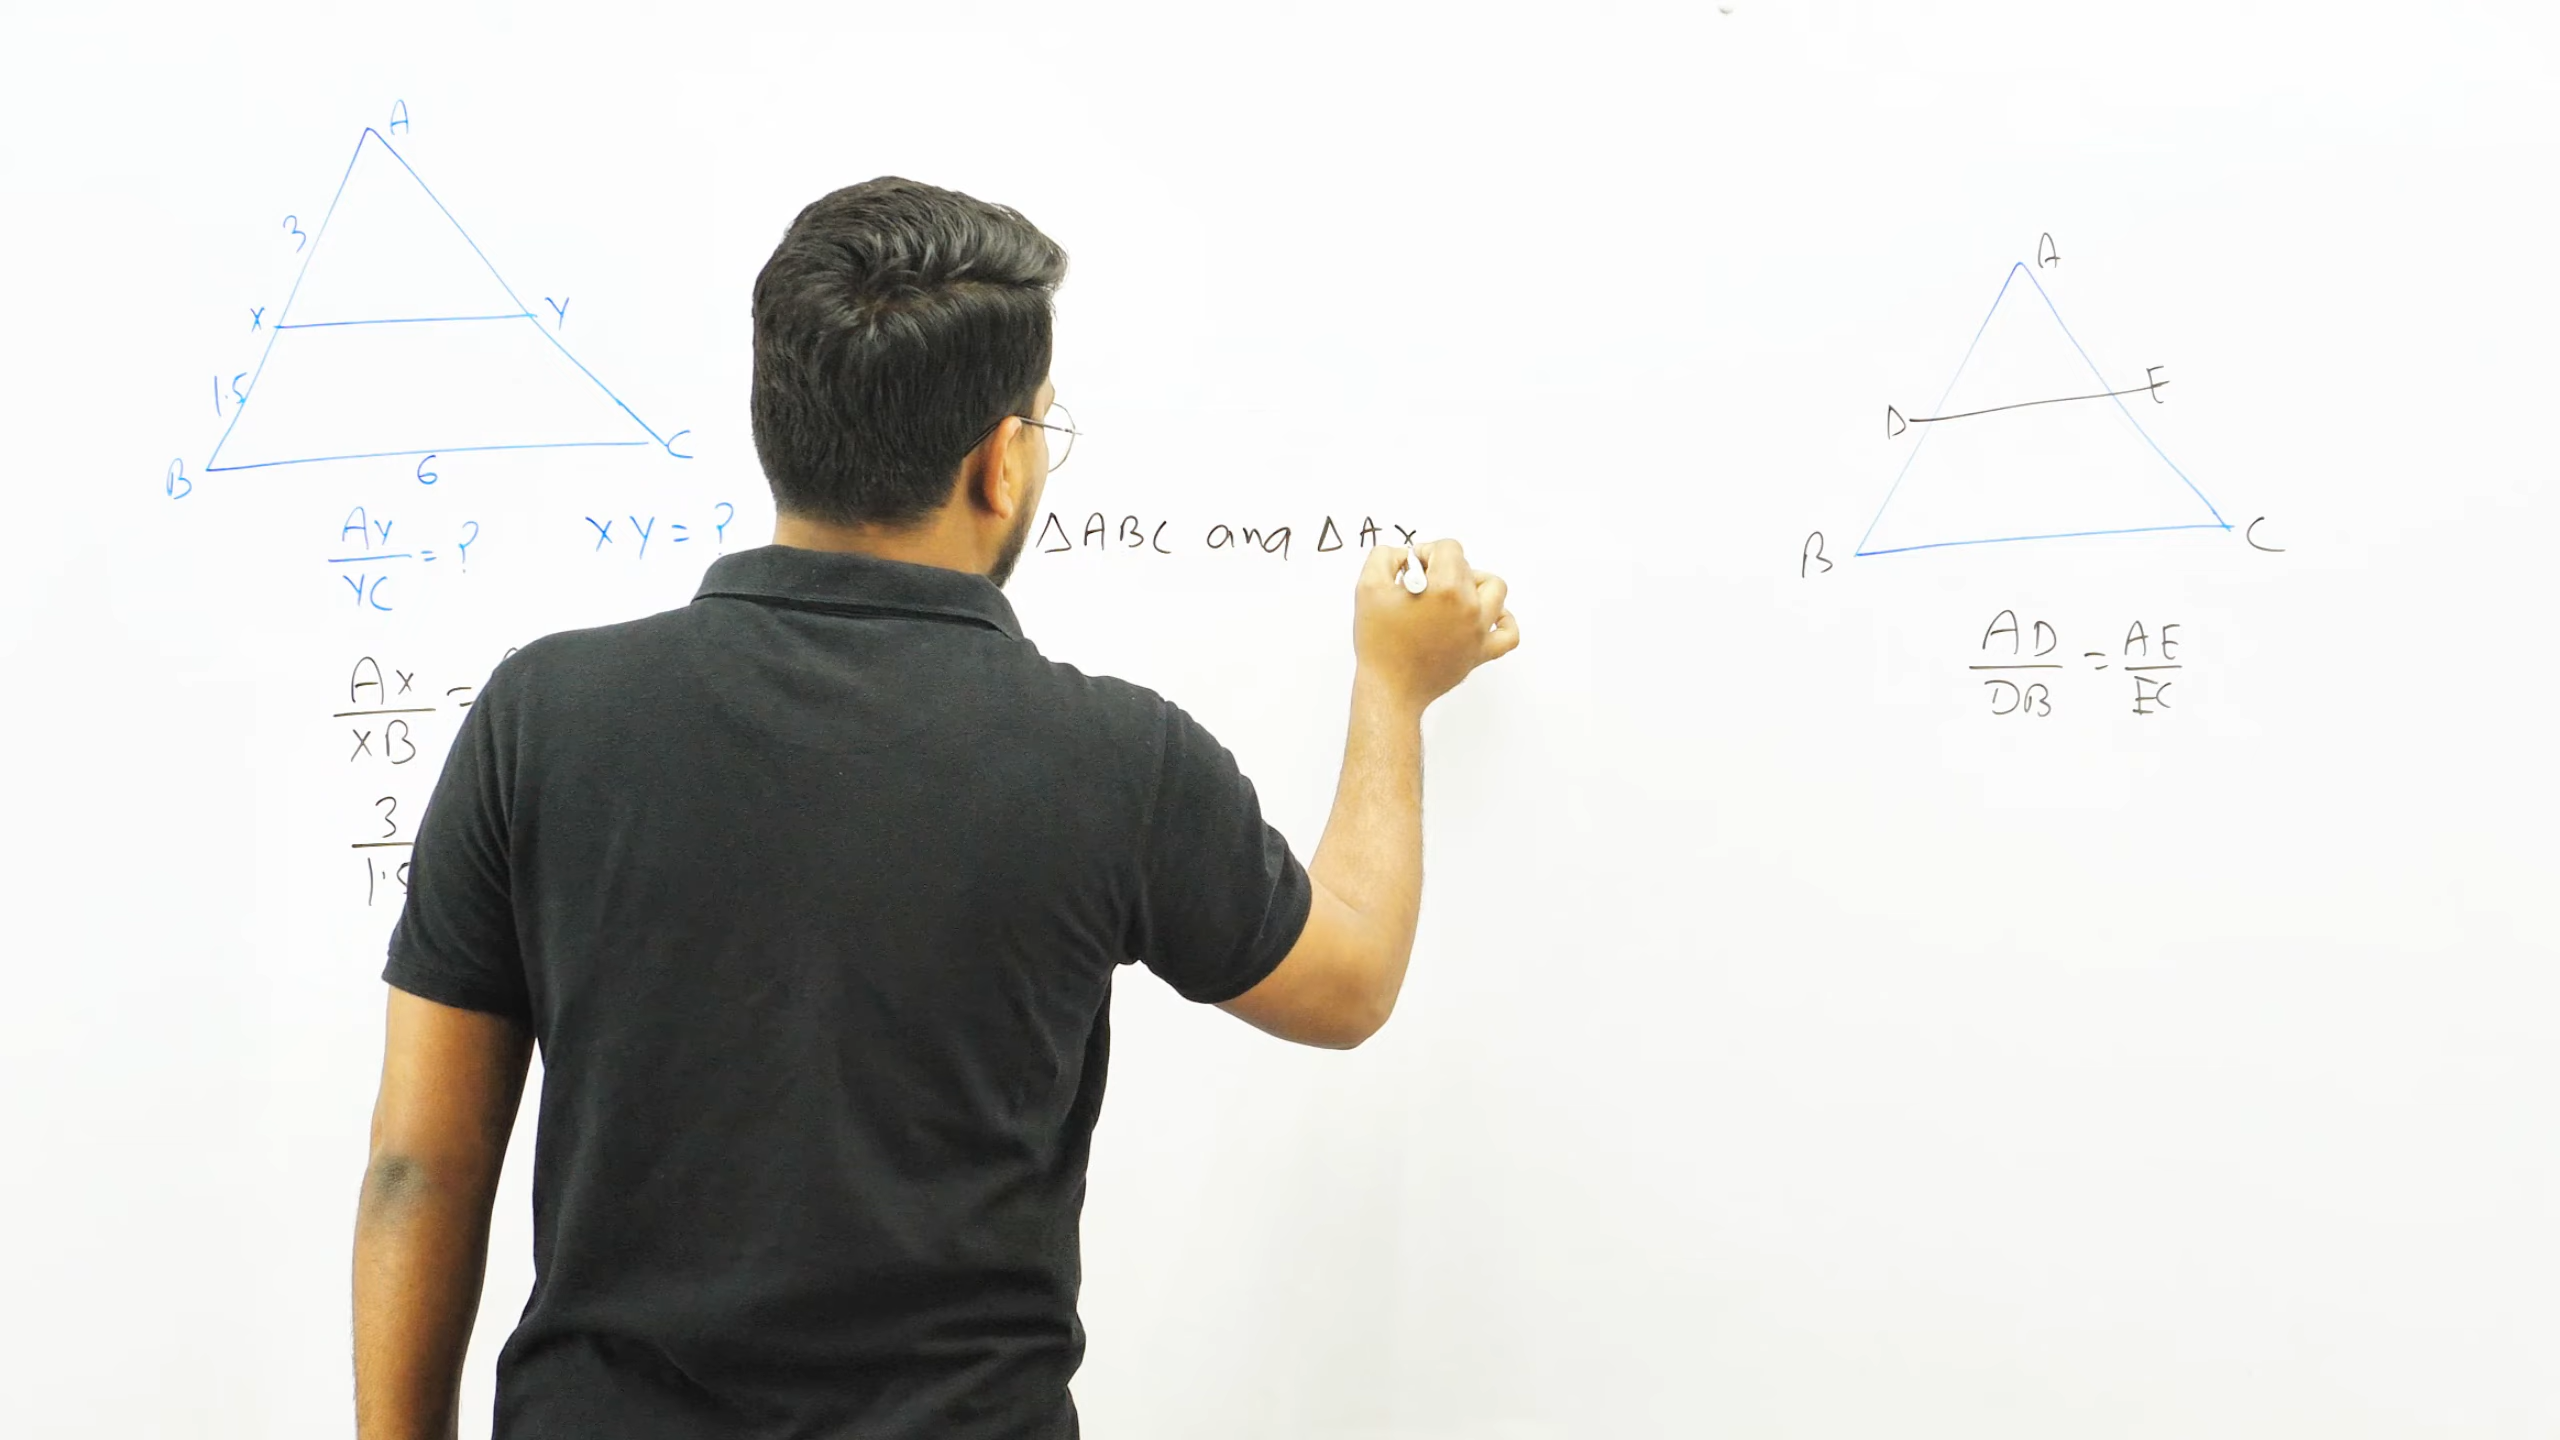 A
3
X Y
1.5
B 6 C
AY/YC = ? XY = ?
AX/XB =
3/1.5
ΔABC and ΔAX
A
D E
B C
AD/DB = AE/EC